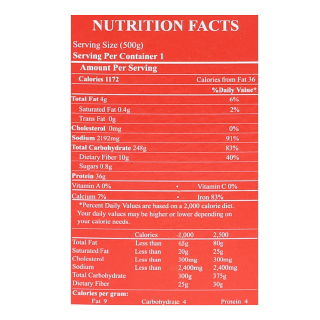 NUTRITION FACTS
Serving Size (500g)
Serving Per Container 1
Amount Per Serving
Calories 1172 Calories from Fat 36
%Daily Value*
Total Fat 4g 6%
Saturated Fat 0.4g 2%
Trans Fat 0g
Cholesterol 0mg 0%
Sodium 2192mg 91%
Total Carbohydrate 248g 83%
Dietary Fiber 10g 40%
Sugars 0.8g
Protein 36g
Vitamin A 0% • Vitamin C 0%
Calcium 7% • Iron 83%
*Percent Daily Values are based on a 2,000 calorie diet.
Your daily values may be higher or lower depending on
your calorie needs.
Calories 2,500
Total Fat Less than 80g
Saturated Fat Less than 25g
Cholesterol Less than 300mg 300mg
Sodium Less than 2,400mg 2,400mg
Total Carbohydrate 300g 375g
Dietary Fiber 25g 30g
Calories per gram:
Fat 9 Carbohydrate 4 Protein 4